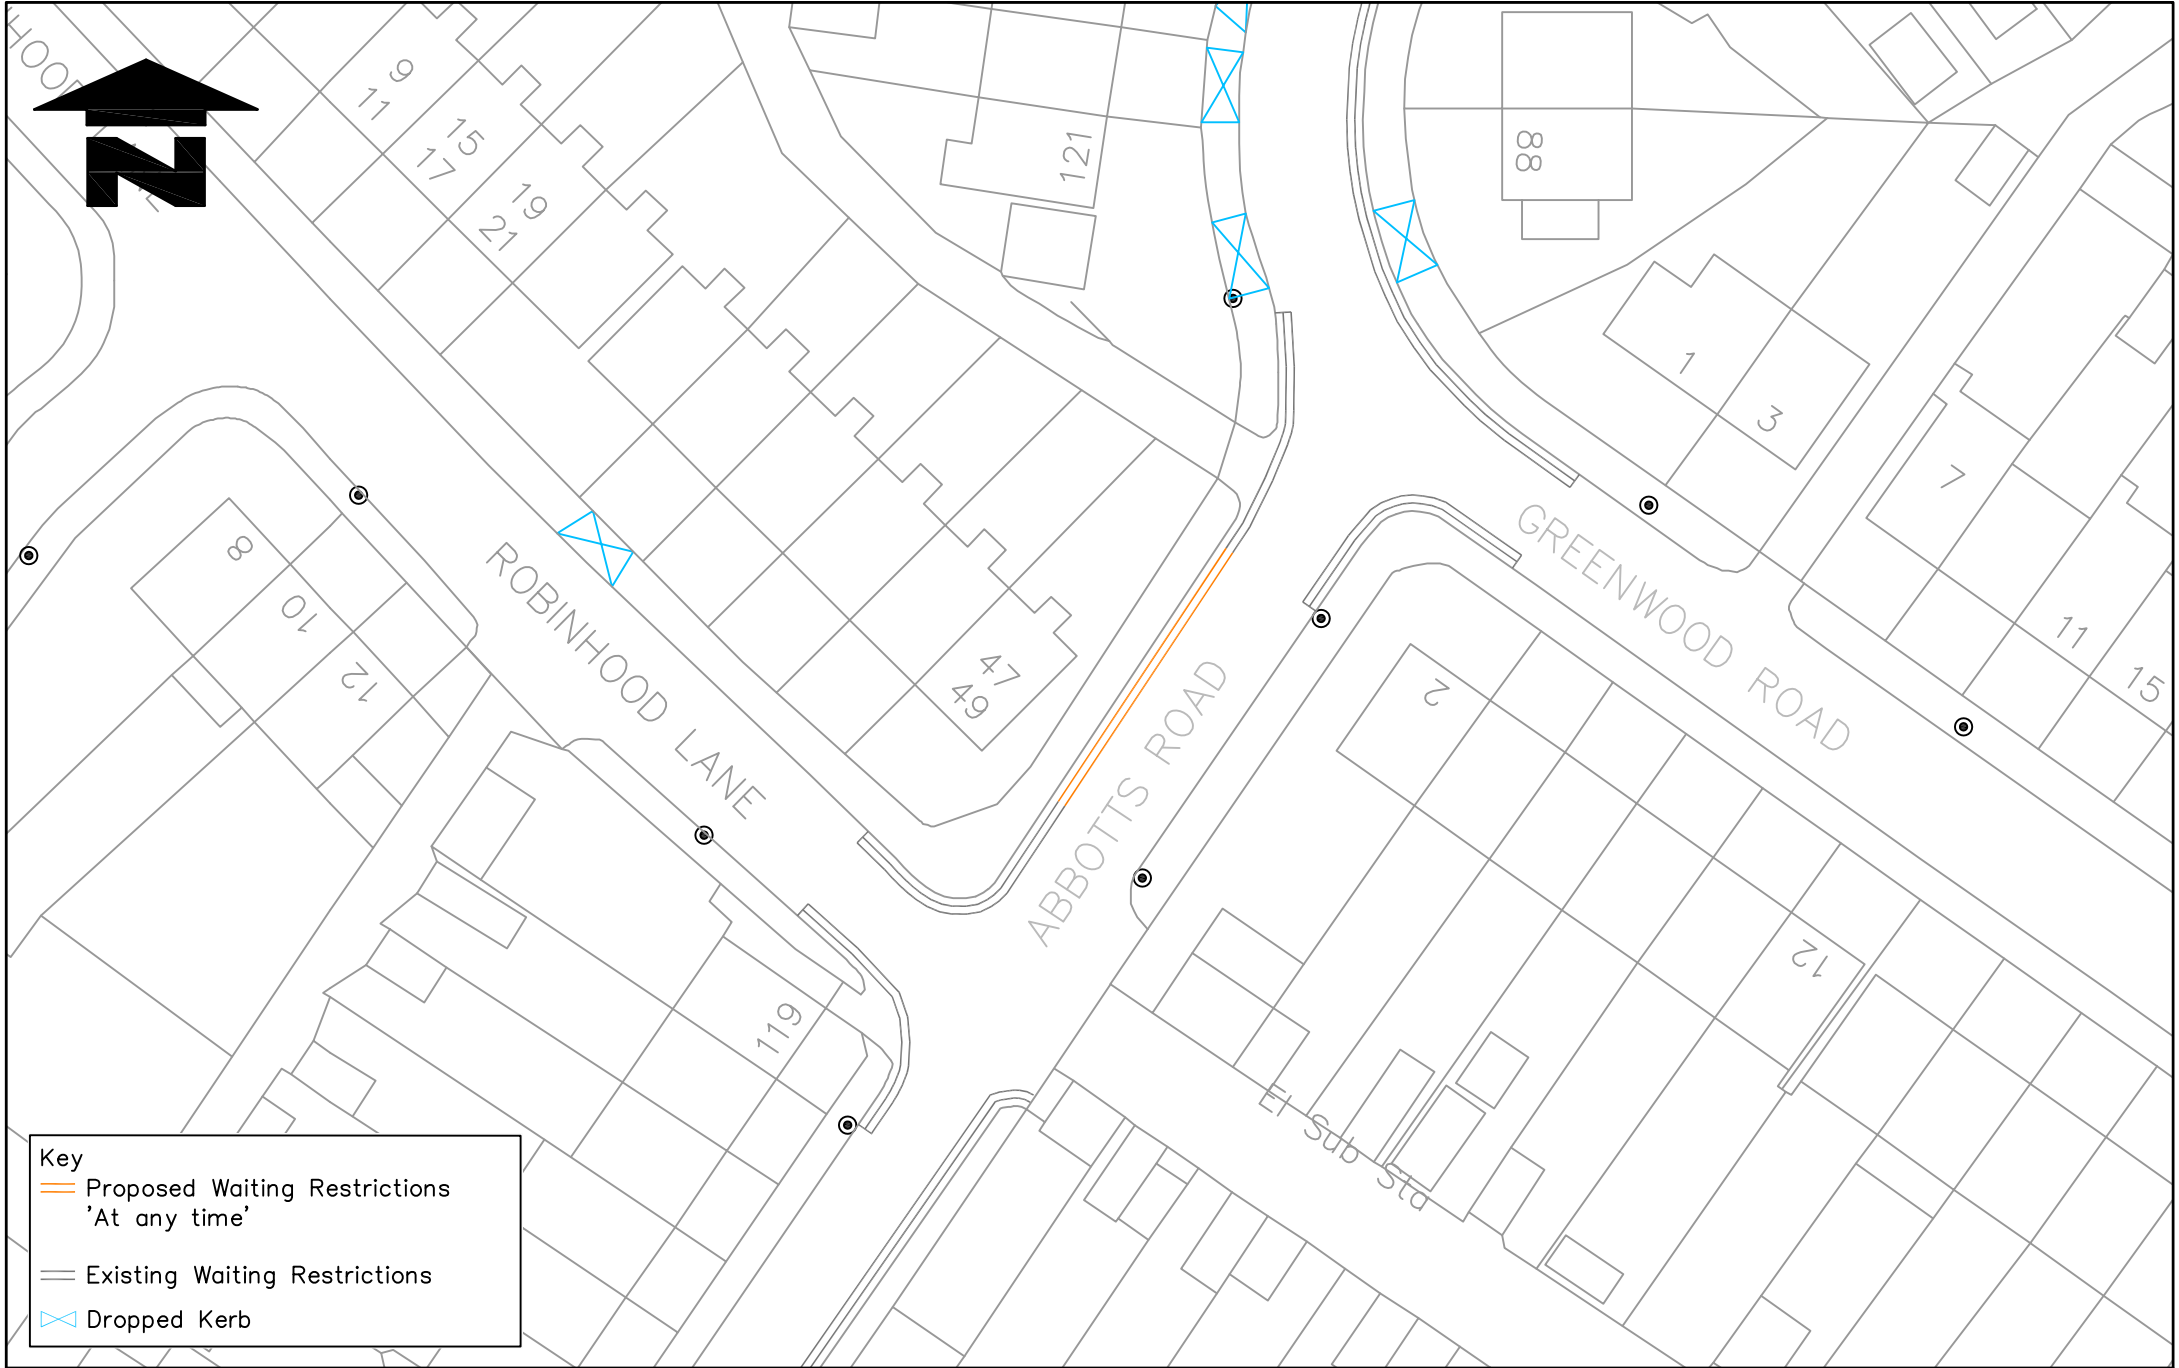 HOOD
N
9
11
15
17
19
21
121
88
1
3
7
11
15
8
10
12
ROBINHOOD LANE
47
49
GREENWOOD ROAD
ABBOTTS ROAD
2
12
119
El Sub Sta
Key
Proposed Waiting Restrictions
'At any time'
Existing Waiting Restrictions
Dropped Kerb